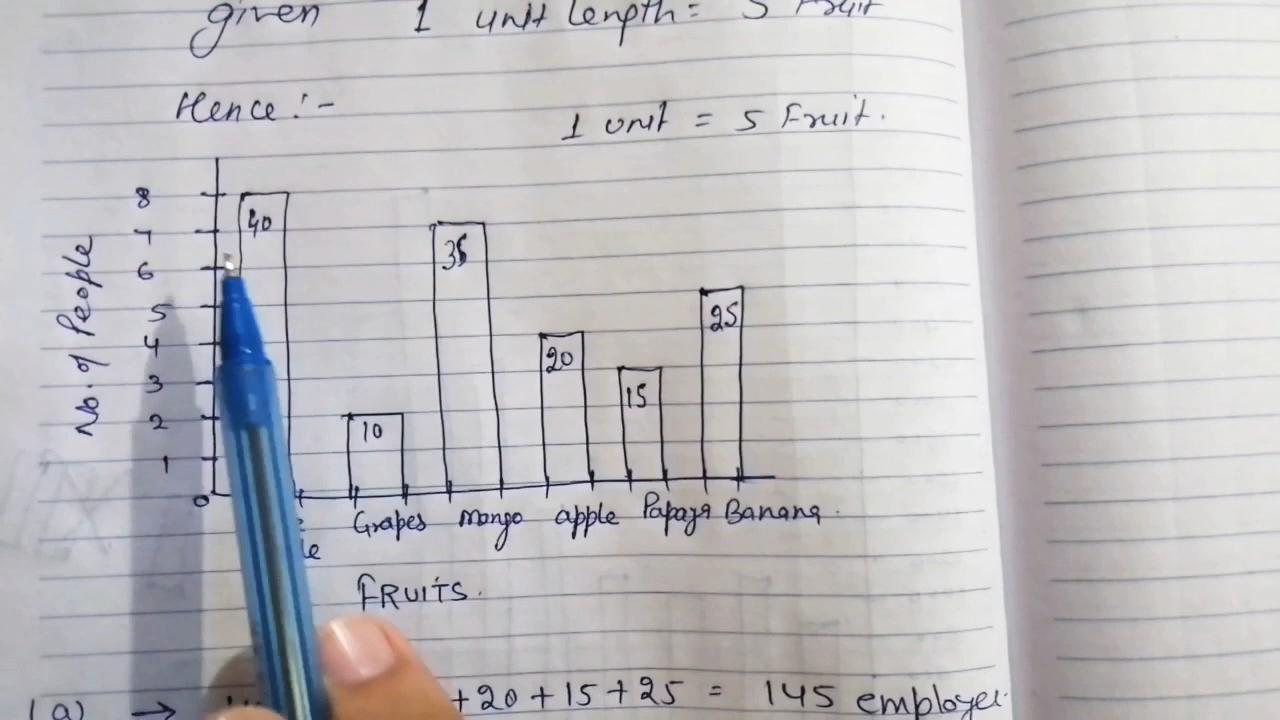 given 1 unit length = 5 Fruit
Hence :-
1 unit = 5 Fruit.
No. of People
8
7
6
5
4
3
2
1
0
40
10
35
20
15
25
Grapes mango apple Papaya Banana.
le
FRUITS.
(a) → +20+15+25 = 145 employe